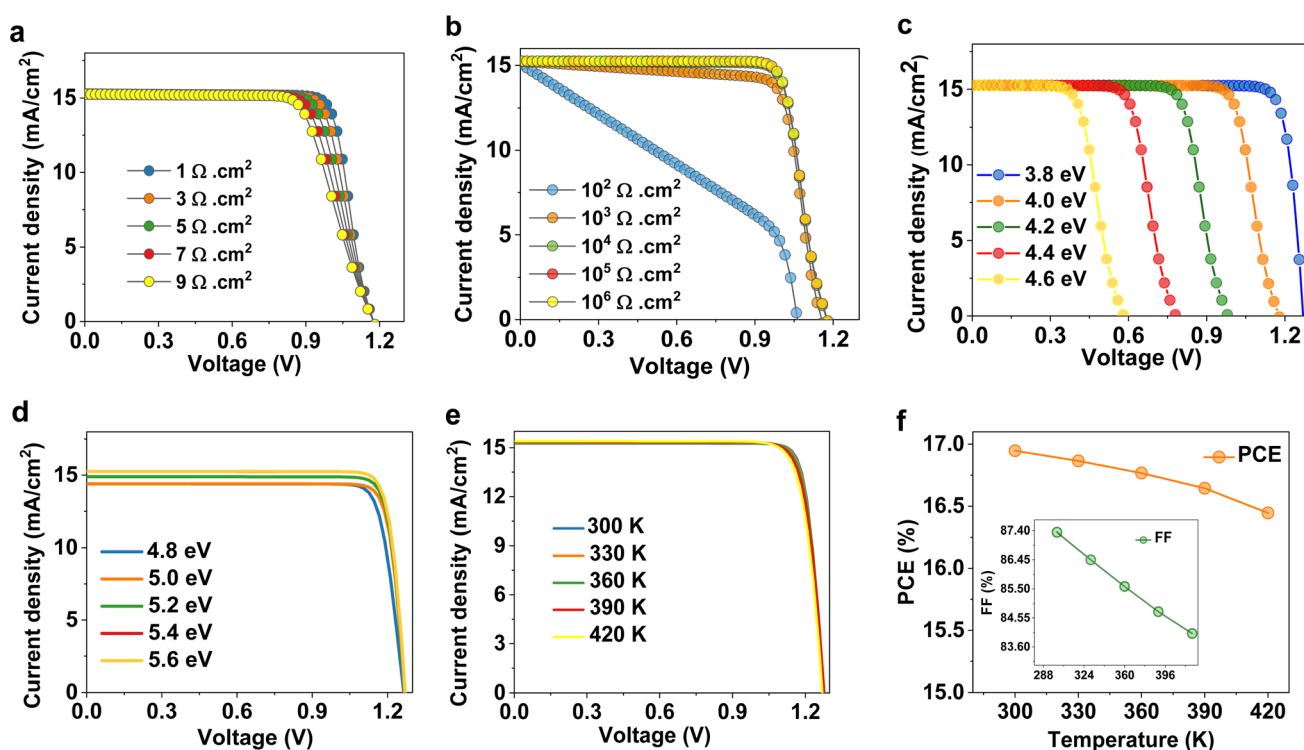 a
Current density (mA/cm²)
15
10
5
0
0.0 0.3 0.6 0.9 1.2
Voltage (V)
1 Ω .cm²
3 Ω .cm²
5 Ω .cm²
7 Ω .cm²
9 Ω .cm²
b
Current density (mA/cm²)
15
10
5
0
0.0 0.3 0.6 0.9 1.2
Voltage (V)
10² Ω .cm²
10³ Ω .cm²
10⁴ Ω .cm²
10⁵ Ω .cm²
10⁶ Ω .cm²
c
Current density (mA/cm²)
15
10
5
0
0.0 0.3 0.6 0.9 1.2
Voltage (V)
3.8 eV
4.0 eV
4.2 eV
4.4 eV
4.6 eV
d
Current density (mA/cm²)
15
10
5
0
0.0 0.3 0.6 0.9 1.2
Voltage (V)
4.8 eV
5.0 eV
5.2 eV
5.4 eV
5.6 eV
e
Current density (mA/cm²)
15
10
5
0
0.0 0.3 0.6 0.9 1.2
Voltage (V)
300 K
330 K
360 K
390 K
420 K
f
PCE (%)
17.0
16.5
16.0
15.5
15.0
300 330 360 390 420
Temperature (K)
PCE
FF (%)
87.40
86.45
85.50
84.55
83.60
288 324 360 396
FF